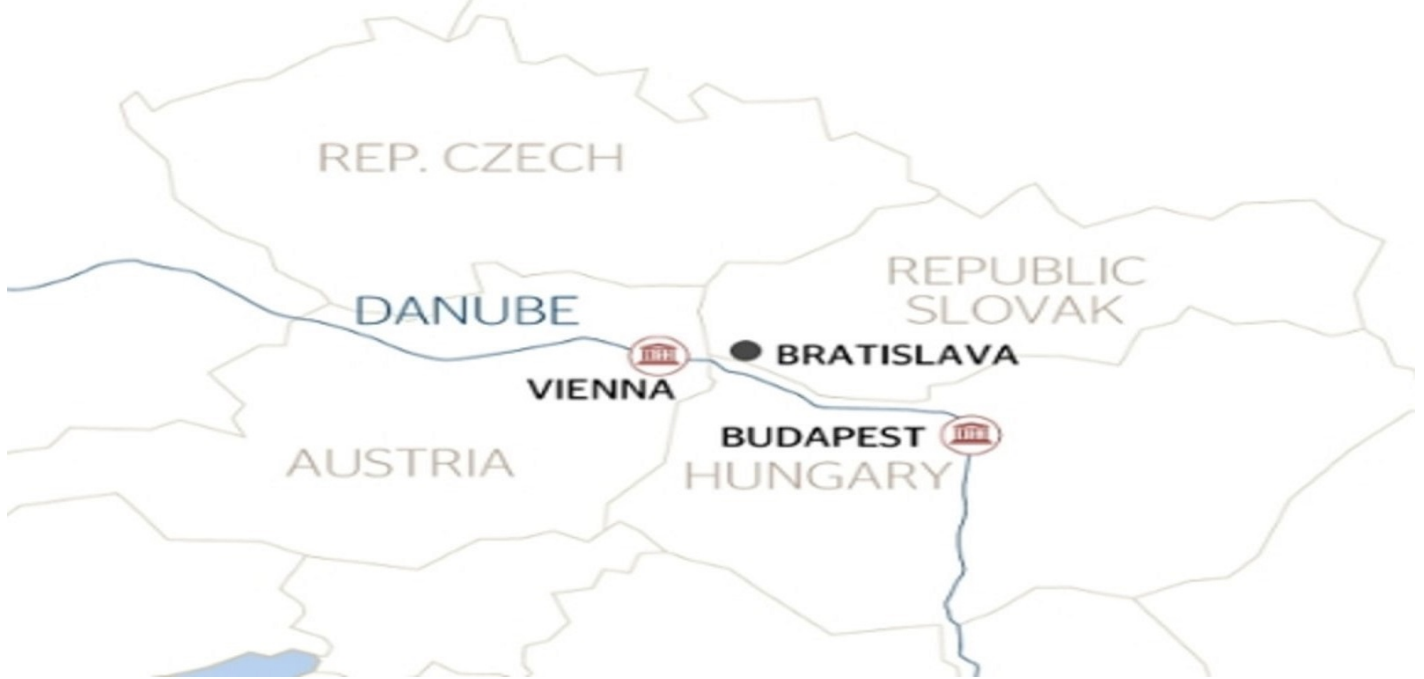 REP. CZECH
REPUBLIC
SLOVAK
DANUBE
BRATISLAVA
VIENNA
BUDAPEST
AUSTRIA
HUNGARY